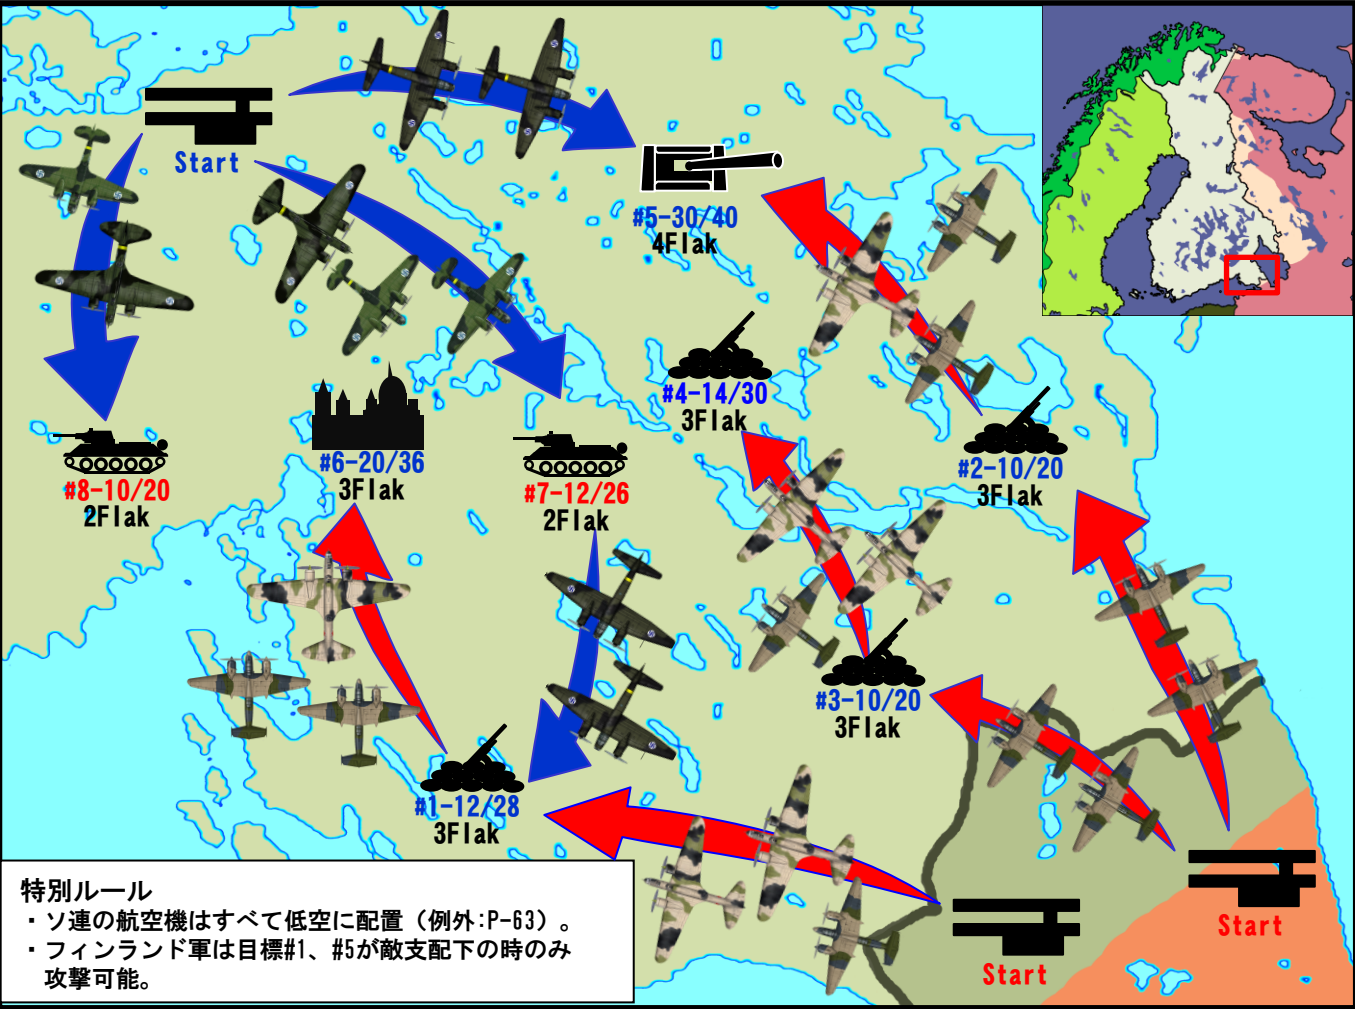 Start
#5-30/40
4Flak
#4-14/30
3Flak
#2-10/20
3Flak
#6-20/36
3Flak
#7-12/26
2Flak
#8-10/20
2Flak
#3-10/20
3Flak
#1-12/28
3Flak
Start
Start
特別ルール
・ソ連の航空機はすべて低空に配置（例外:P-63）。
・フィンランド軍は目標#1、#5が敵支配下の時のみ
攻撃可能。